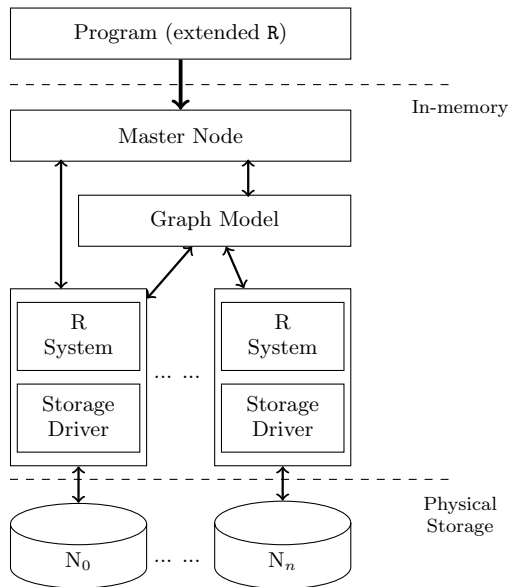 Program (extended R)
In-memory
Master Node
Graph Model
R
System
R
System
... ...
Storage
Driver
Storage
Driver
Physical
Storage
N0
... ...
Nn